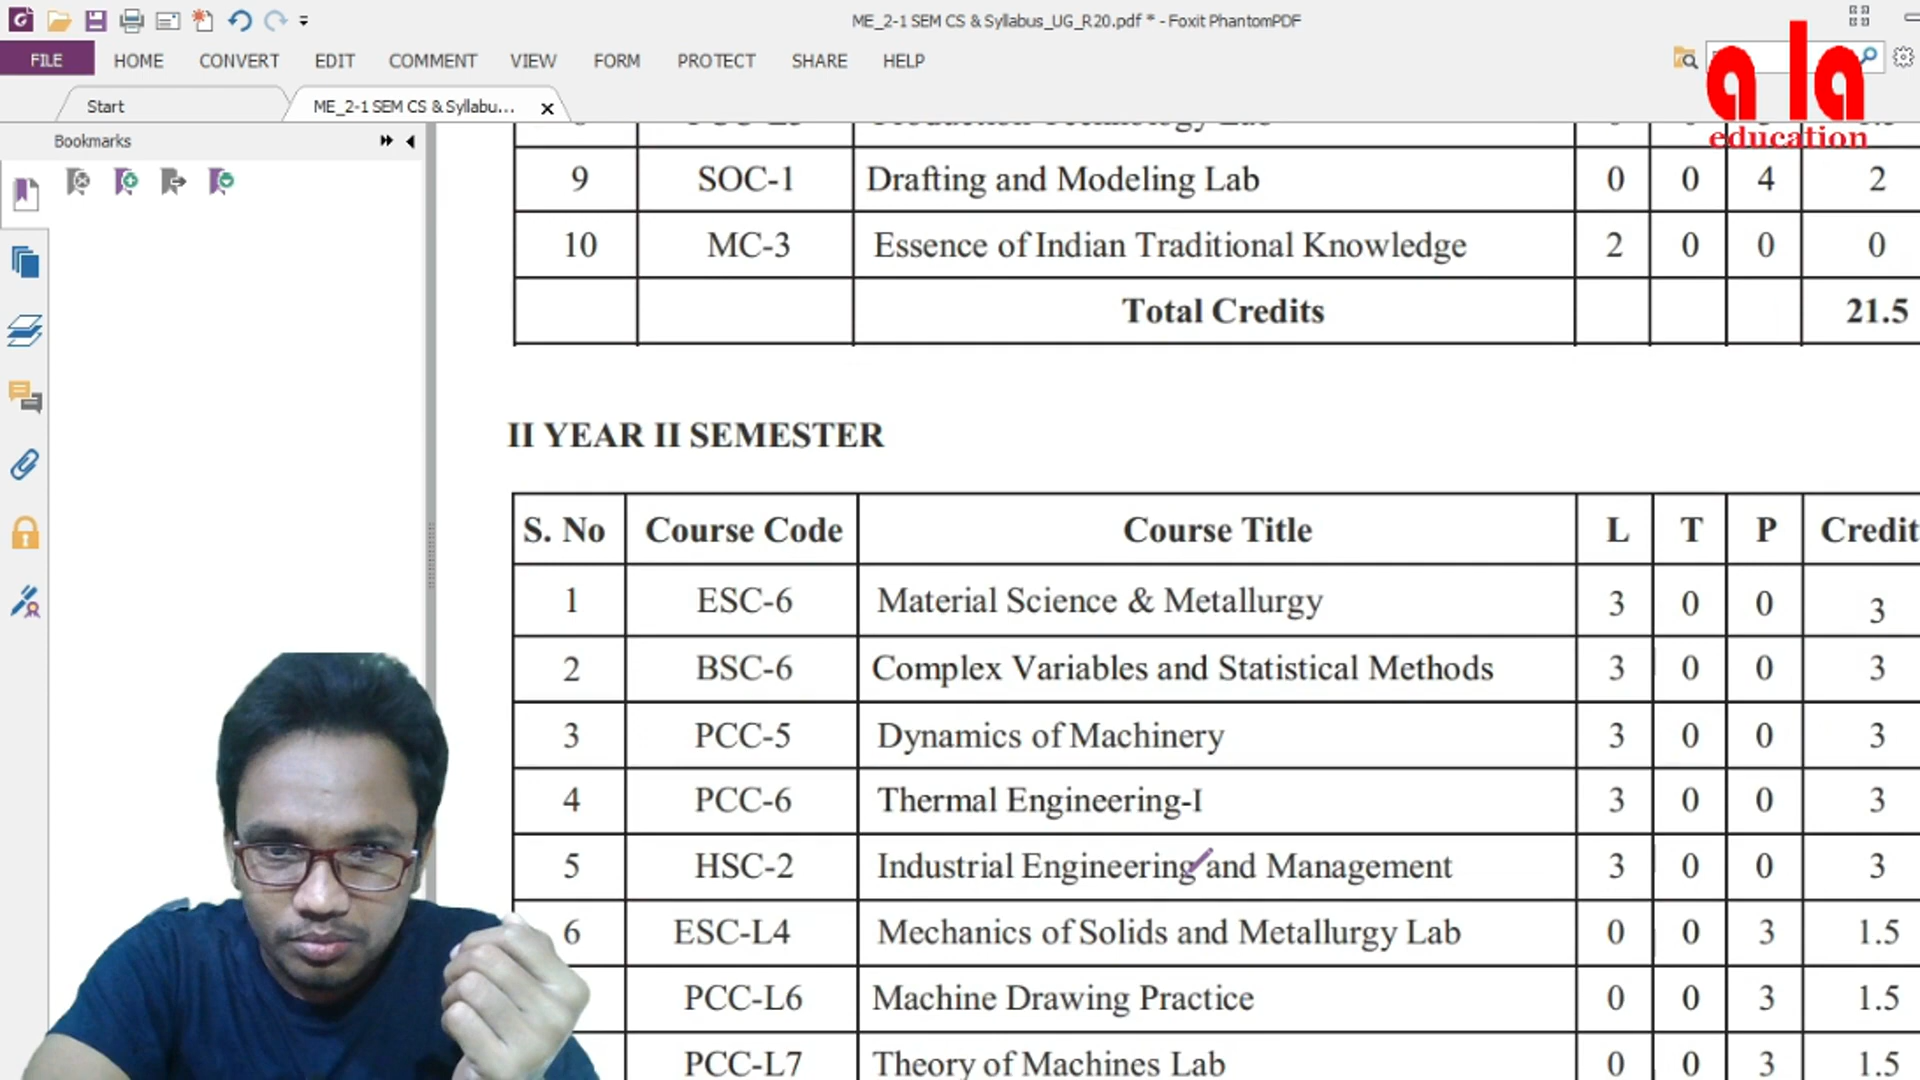 ME_2-1 SEM CS & Syllabus_UG_R20.pdf * - Foxit PhantomPDF
FILE HOME CONVERT EDIT COMMENT VIEW FORM PROTECT SHARE HELP
a la
education
Start ME_2-1 SEM CS & Syllabu...
Bookmarks
9 SOC-1 Drafting and Modeling Lab 0 0 4 2
10 MC-3 Essence of Indian Traditional Knowledge 2 0 0 0
Total Credits 21.5
II YEAR II SEMESTER
S. No Course Code Course Title L T P Credit
1 ESC-6 Material Science & Metallurgy 3 0 0 3
2 BSC-6 Complex Variables and Statistical Methods 3 0 0 3
3 PCC-5 Dynamics of Machinery 3 0 0 3
4 PCC-6 Thermal Engineering-I 3 0 0 3
5 HSC-2 Industrial Engineering and Management 3 0 0 3
6 ESC-L4 Mechanics of Solids and Metallurgy Lab 0 0 3 1.5
PCC-L6 Machine Drawing Practice 0 0 3 1.5
PCC-L7 Theory of Machines Lab 0 0 3 1.5